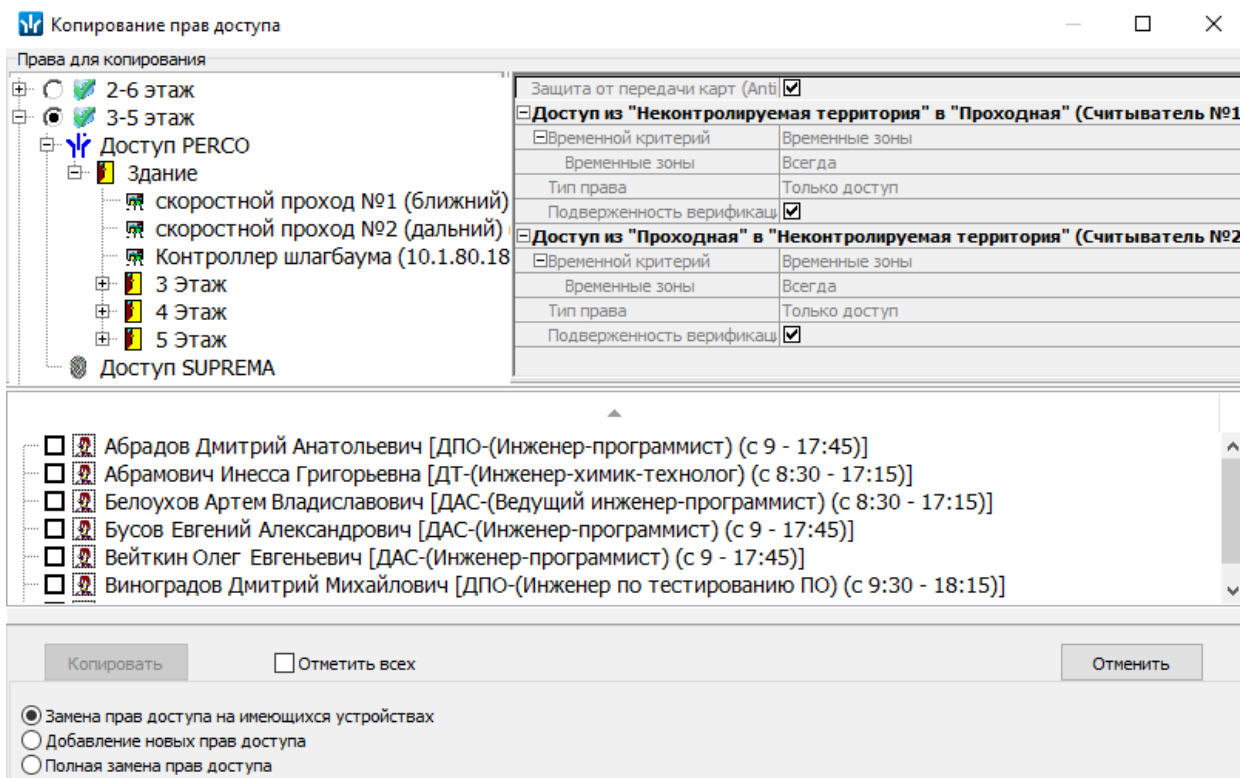 Копирование прав доступа
Права для копирования
2-6 этаж
3-5 этаж
Доступ PERCO
Здание
скоростной проход №1 (ближний)
скоростной проход №2 (дальний)
Контроллер шлагбаума (10.1.80.18
3 Этаж
4 Этаж
5 Этаж
Доступ SUPREMA
Защита от передачи карт (Anti
Доступ из "Неконтролируемая территория" в "Проходная" (Считыватель №1
Временной критерий Временные зоны
Временные зоны Всегда
Тип права Только доступ
Подверженность верификаци
Доступ из "Проходная" в "Неконтролируемая территория" (Считыватель №2
Временной критерий Временные зоны
Временные зоны Всегда
Тип права Только доступ
Подверженность верификаци
Абрадов Дмитрий Анатольевич [ДПО-(Инженер-программист) (с 9 - 17:45)]
Абрамович Инесса Григорьевна [ДТ-(Инженер-химик-технолог) (с 8:30 - 17:15)]
Белоухов Артем Владиславович [ДАС-(Ведущий инженер-программист) (с 8:30 - 17:15)]
Бусов Евгений Александрович [ДАС-(Инженер-программист) (с 9 - 17:45)]
Вейткин Олег Евгеньевич [ДАС-(Инженер-программист) (с 9 - 17:45)]
Виноградов Дмитрий Михайлович [ДПО-(Инженер по тестированию ПО) (с 9:30 - 18:15)]
Копировать Отметить всех Отменить
Замена прав доступа на имеющихся устройствах
Добавление новых прав доступа
Полная замена прав доступа